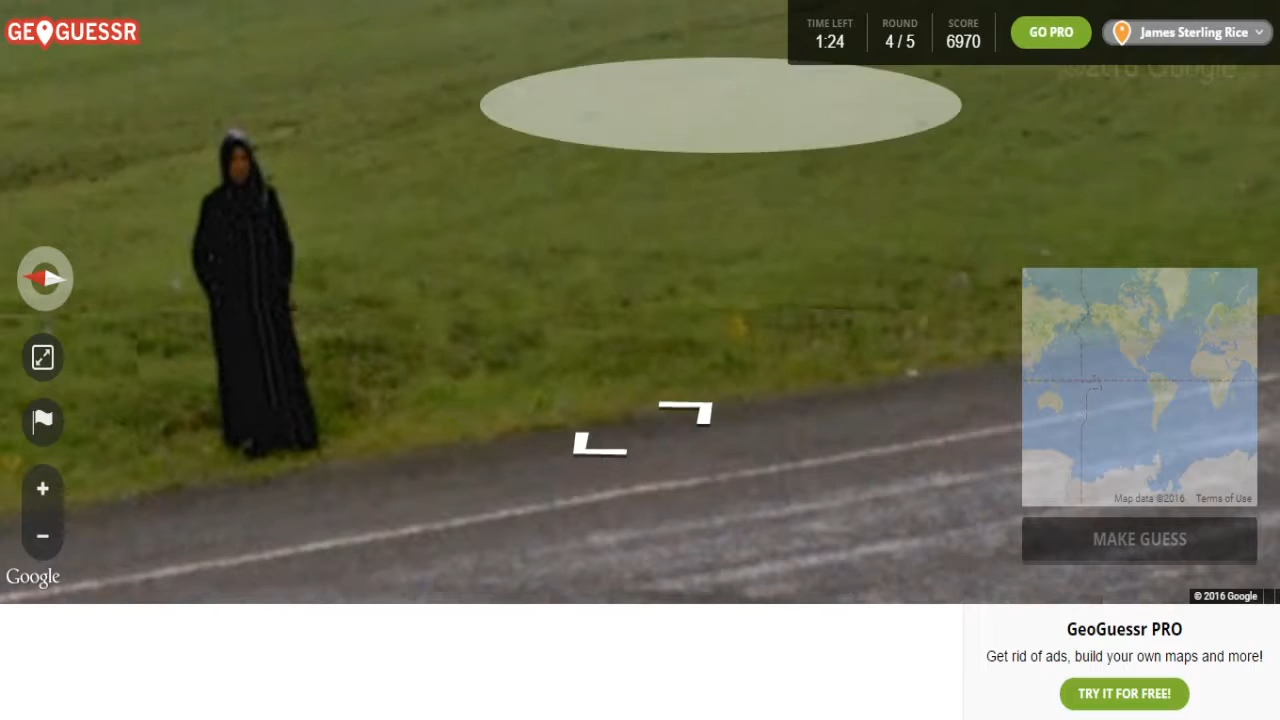 GEOGUESSR
TIME LEFT
1:24
ROUND
4 / 5
SCORE
6970
GO PRO
James Sterling Rice
©2016 Google
Map data ©2016 Terms of Use
MAKE GUESS
Google
© 2016 Google
GeoGuessr PRO
Get rid of ads, build your own maps and more!
TRY IT FOR FREE!